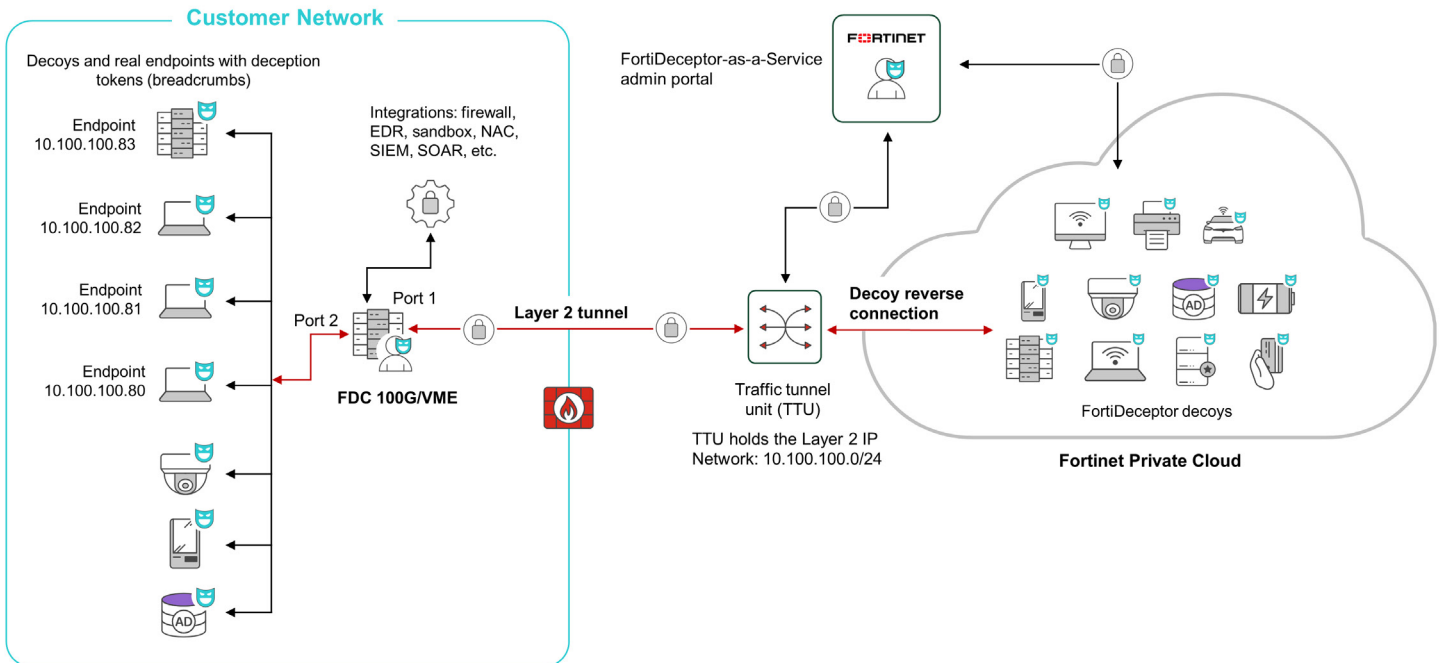 Customer Network
Decoys and real endpoints with deception
tokens (breadcrumbs)
Endpoint
10.100.100.83
Endpoint
10.100.100.82
Endpoint
10.100.100.81
Endpoint
10.100.100.80
AD
Integrations: firewall,
EDR, sandbox, NAC,
SIEM, SOAR, etc.
Port 1
Port 2
FDC 100G/VME
Layer 2 tunnel
FortiDeceptor-as-a-Service
admin portal
FORTINET
Traffic tunnel
unit (TTU)
TTU holds the Layer 2 IP
Network: 10.100.100.0/24
Decoy reverse
connection
AD
FortiDeceptor decoys
Fortinet Private Cloud